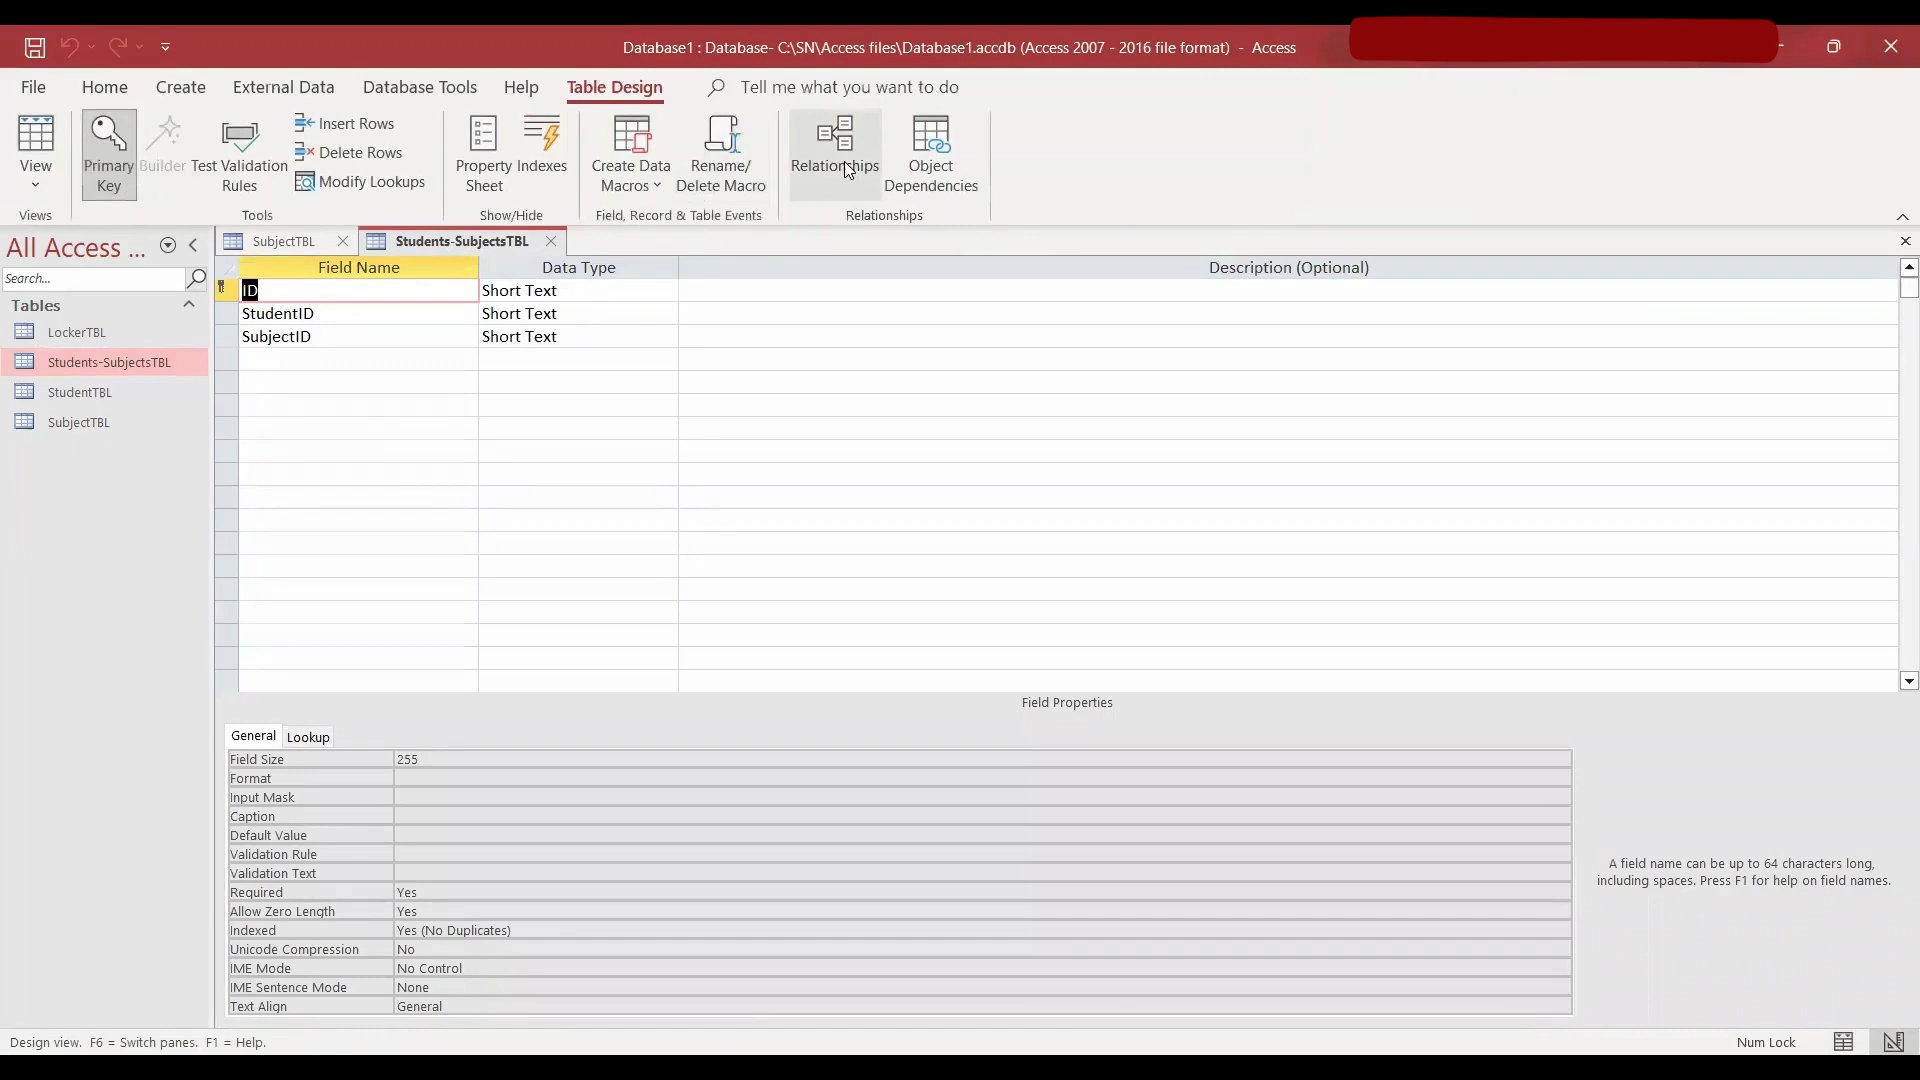 Database1 : Database- C:\SN\Access files\Database1.accdb (Access 2007 - 2016 file format) - Access
File Home Create External Data Database Tools Help Table Design Tell me what you want to do
View
Views
Primary Key
Builder
Test Validation Rules
Insert Rows
Delete Rows
Modify Lookups
Tools
Property Sheet
Indexes
Show/Hide
Create Data Macros
Rename/ Delete Macro
Field, Record & Table Events
Relationships
Object Dependencies
Relationships
All Access ...
Search...
Tables
LockerTBL
Students-SubjectsTBL
StudentTBL
SubjectTBL
SubjectTBL Students-SubjectsTBL
Field Name Data Type Description (Optional)
ID Short Text
StudentID Short Text
SubjectID Short Text
Field Properties
General Lookup
Field Size 255
Format
Input Mask
Caption
Default Value
Validation Rule
Validation Text
Required Yes
Allow Zero Length Yes
Indexed Yes (No Duplicates)
Unicode Compression No
IME Mode No Control
IME Sentence Mode None
Text Align General
A field name can be up to 64 characters long,
including spaces. Press F1 for help on field names.
Design view. F6 = Switch panes. F1 = Help.
Num Lock